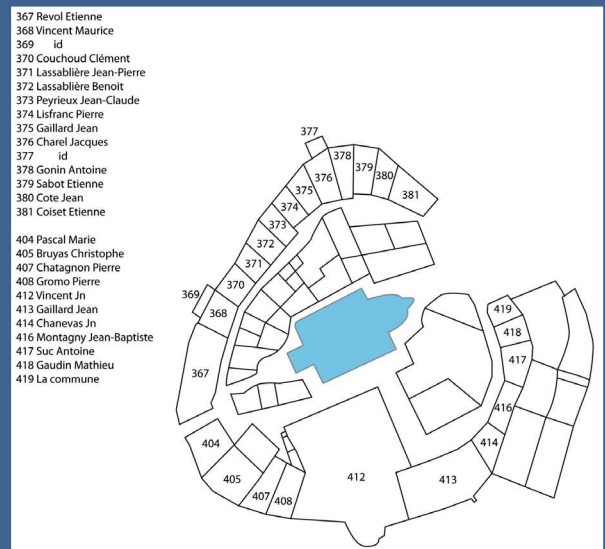 367 Revol Etienne
368 Vincent Maurice
369 id
370 Couchoud Clément
371 Lassablière Jean-Pierre
372 Lassablière Benoit
373 Peyrieux Jean-Claude
374 Lisfranc Pierre
375 Gaillard Jean
376 Charel Jacques
377 id
378 Gonin Antoine
379 Sabot Etienne
380 Cote Jean
381 Coiset Etienne
404 Pascal Marie
405 Bruyas Christophe
407 Chatagnon Pierre
408 Gromo Pierre
412 Vincent Jn
413 Gaillard Jean
414 Chanevas Jn
416 Montagny Jean-Baptiste
417 Suc Antoine
418 Gaudin Mathieu
419 La commune
377
378
379
380
381
376
375
374
373
372
371
370
369
368
367
419
418
417
416
414
413
412
404
405
407
408